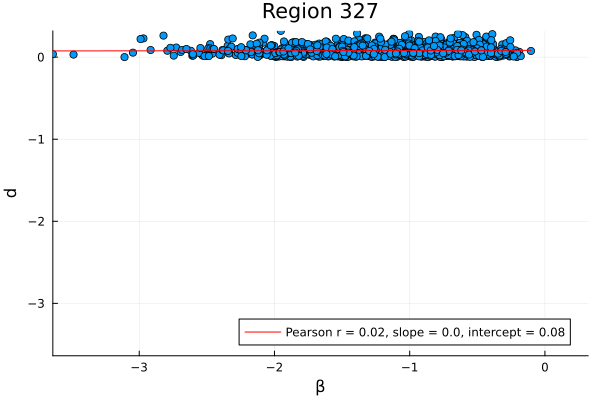 Region 327
0
−1
−2
−3
d
Pearson r = 0.02, slope = 0.0, intercept = 0.08
−3 −2 −1 0
β